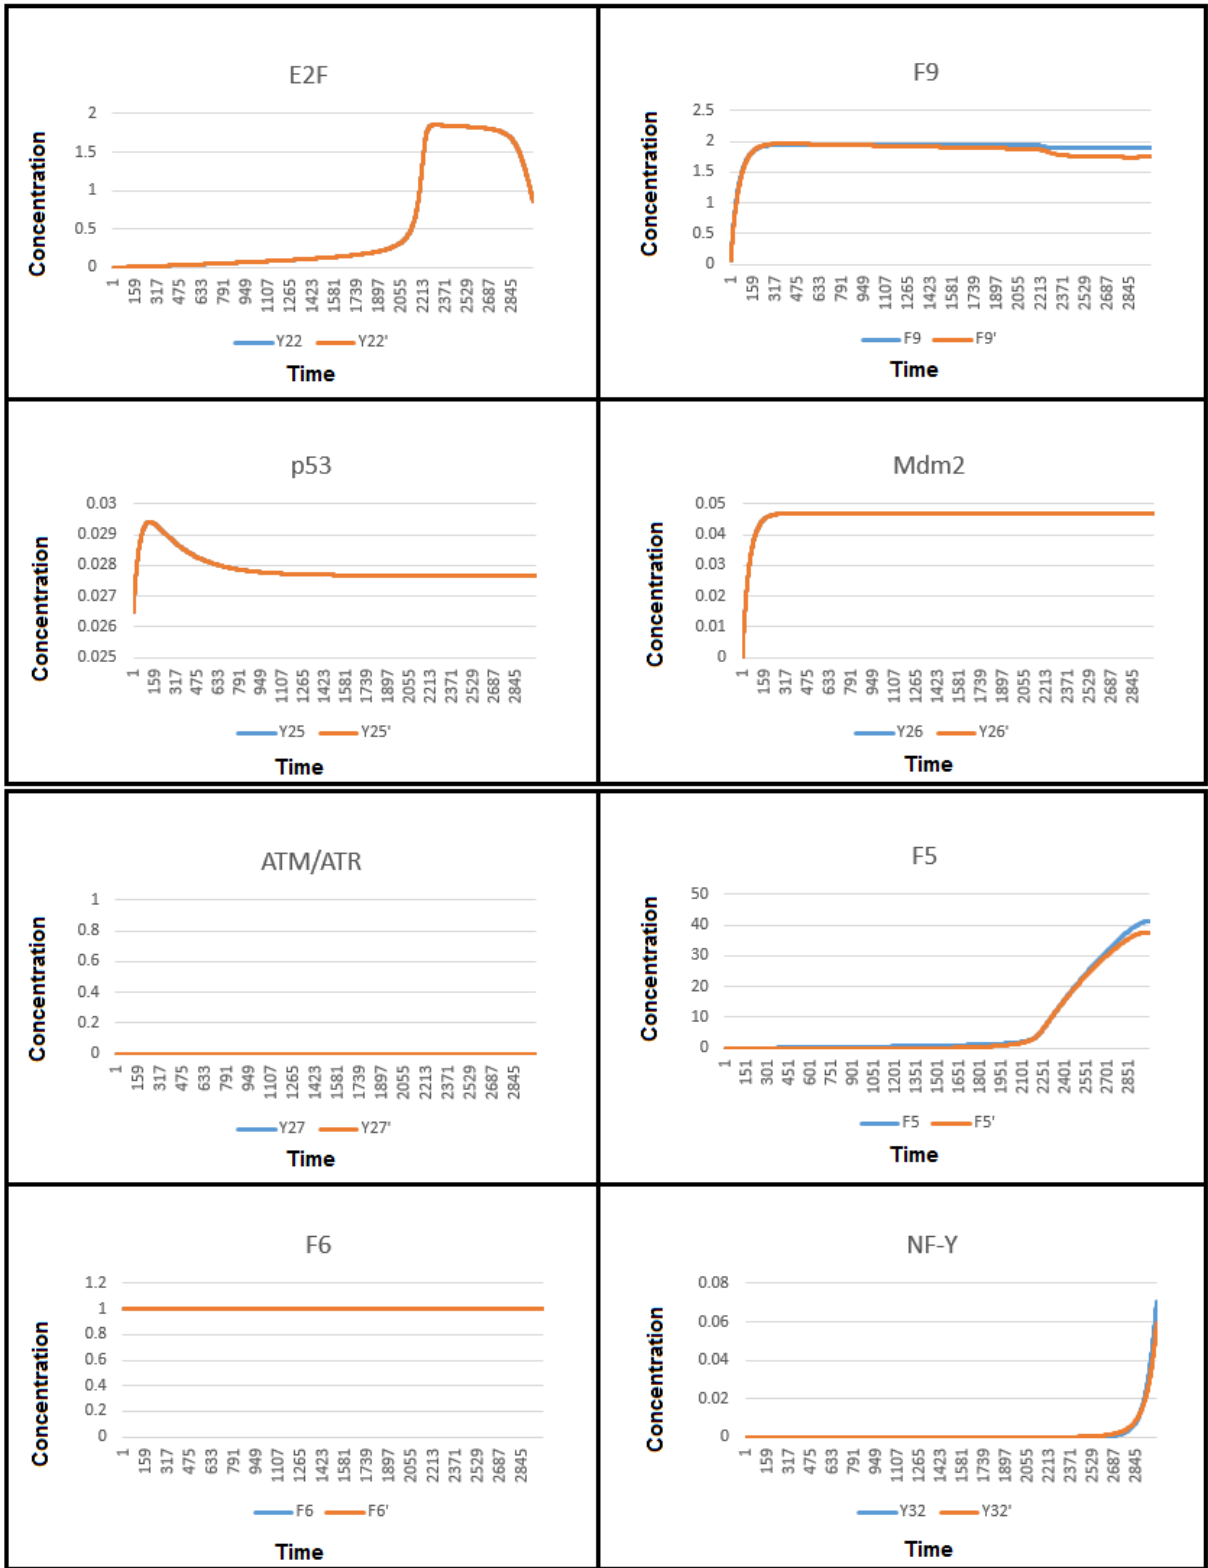 E2F
Concentration
2
1.5
1
0.5
0
1 159 317 475 633 791 949 1107 1265 1423 1581 1739 1897 2055 2213 2371 2529 2687 2845
Y22 Y22'
Time
F9
Concentration
2.5
2
1.5
1
0.5
0
1 159 317 475 633 791 949 1107 1265 1423 1581 1739 1897 2055 2213 2371 2529 2687 2845
F9 F9'
Time
p53
Concentration
0.03
0.029
0.028
0.027
0.026
0.025
1 159 317 475 633 791 949 1107 1265 1423 1581 1739 1897 2055 2213 2371 2529 2687 2845
Y25 Y25'
Time
Mdm2
Concentration
0.05
0.04
0.03
0.02
0.01
0
1 159 317 475 633 791 949 1107 1265 1423 1581 1739 1897 2055 2213 2371 2529 2687 2845
Y26 Y26'
Time
ATM/ATR
Concentration
1
0.8
0.6
0.4
0.2
0
1 159 317 475 633 791 949 1107 1265 1423 1581 1739 1897 2055 2213 2371 2529 2687 2845
Y27 Y27'
Time
F5
Concentration
50
40
30
20
10
0
1 151 301 451 601 751 901 1051 1201 1351 1501 1651 1801 1951 2101 2251 2401 2551 2701 2851
F5 F5'
Time
F6
Concentration
1.2
1
0.8
0.6
0.4
0.2
0
1 159 317 475 633 791 949 1107 1265 1423 1581 1739 1897 2055 2213 2371 2529 2687 2845
F6 F6'
Time
NF-Y
Concentration
0.08
0.06
0.04
0.02
0
1 159 317 475 633 791 949 1107 1265 1423 1581 1739 1897 2055 2213 2371 2529 2687 2845
Y32 Y32'
Time